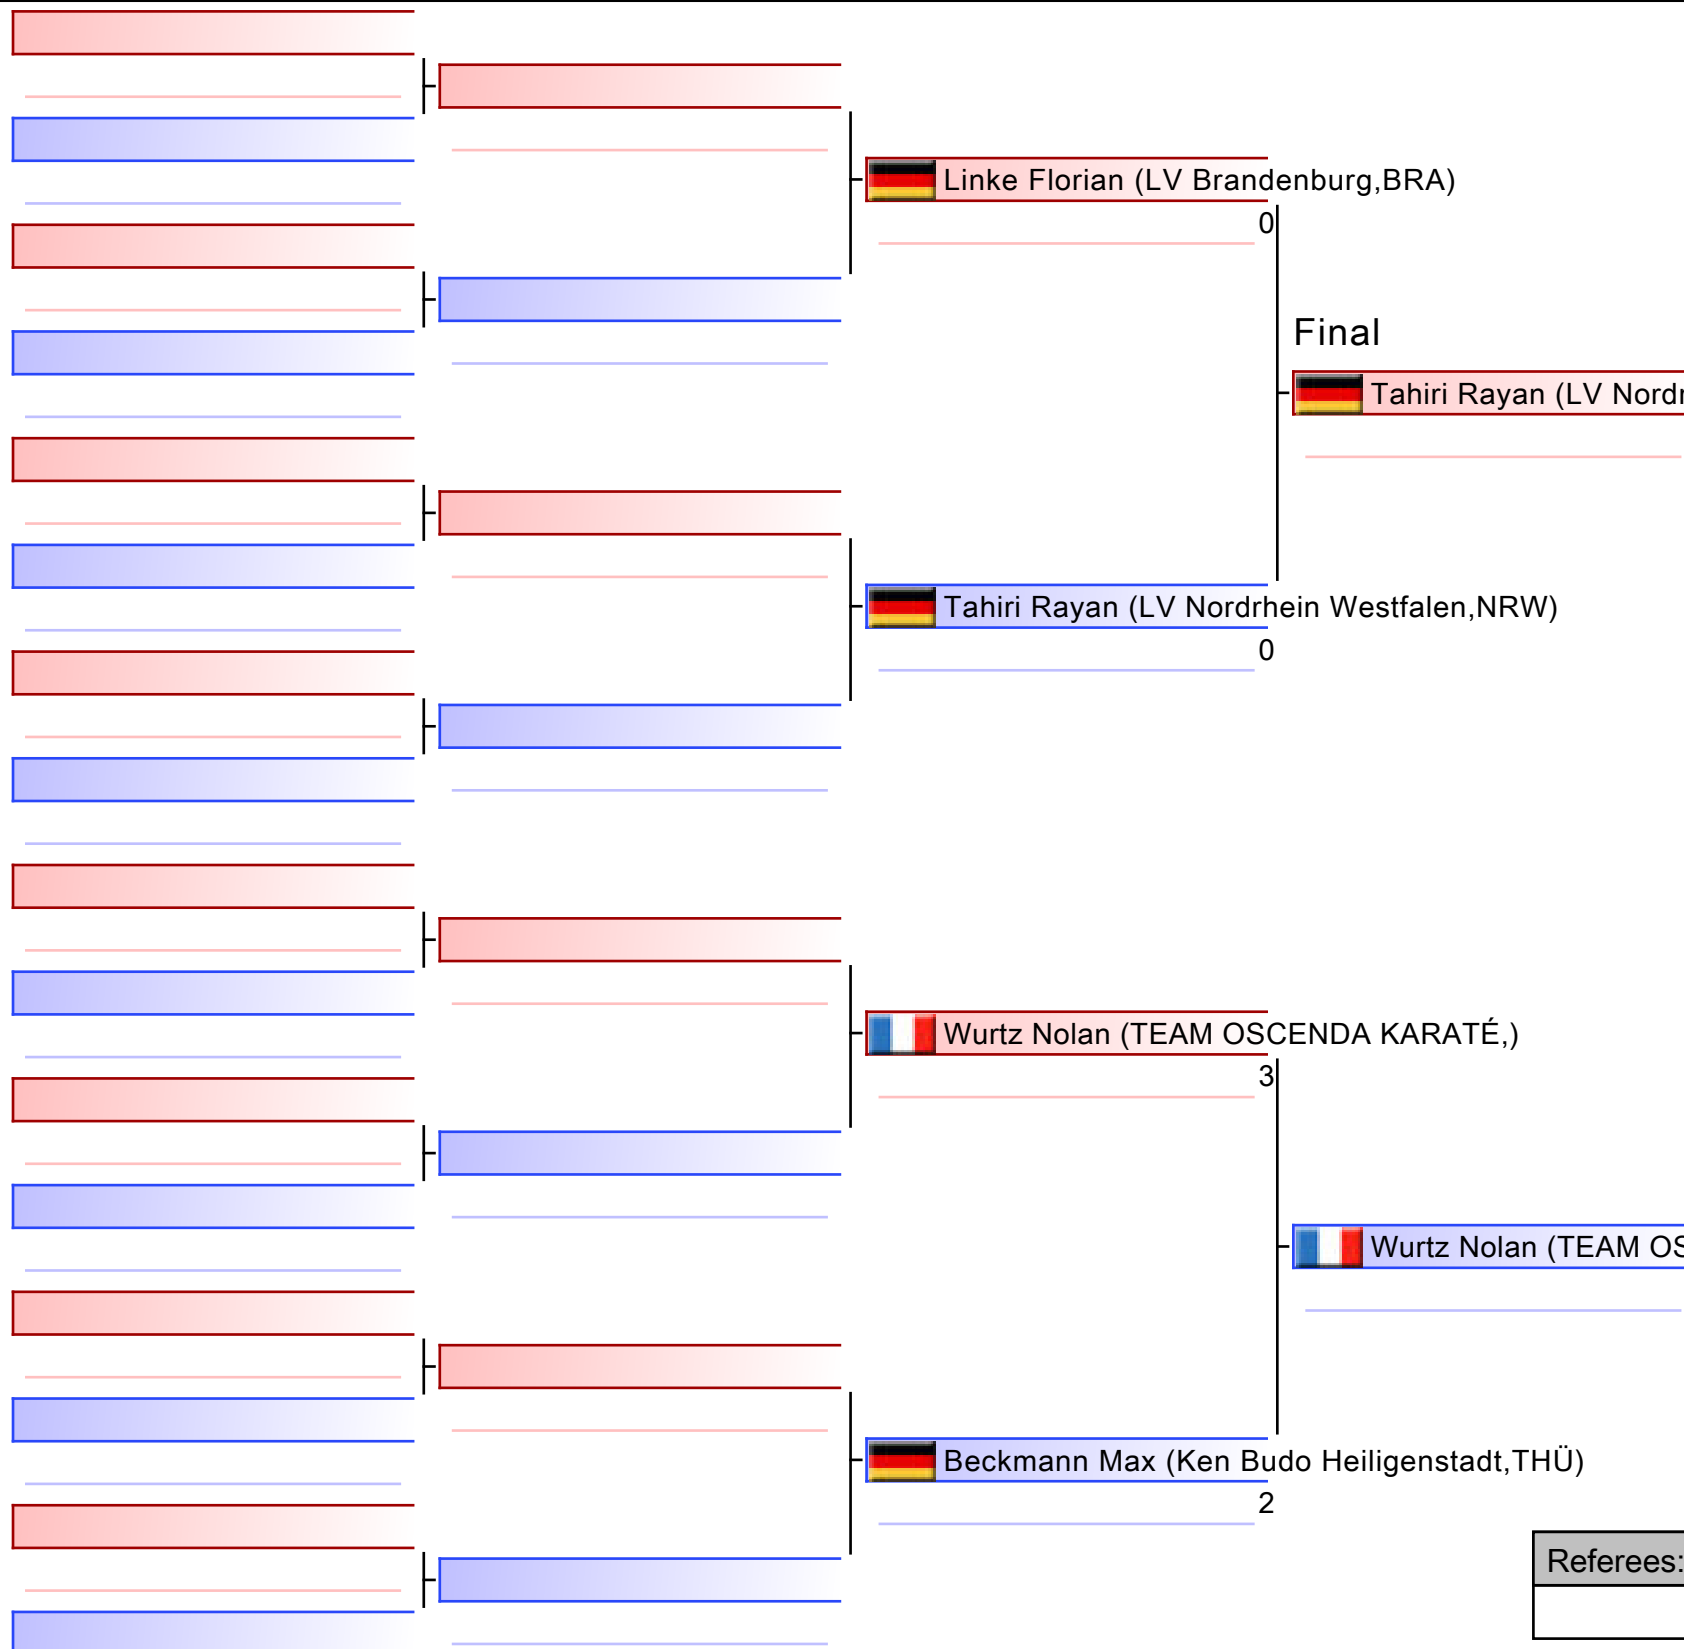 Linke Florian (LV Brandenburg,BRA)
0
Final
Tahiri Rayan (LV Nordr
Tahiri Rayan (LV Nordrhein Westfalen,NRW)
0
Wurtz Nolan (TEAM OSCENDA KARATÉ,)
3
Wurtz Nolan (TEAM OS
Beckmann Max (Ken Budo Heiligenstadt,THÜ)
2
Referees: